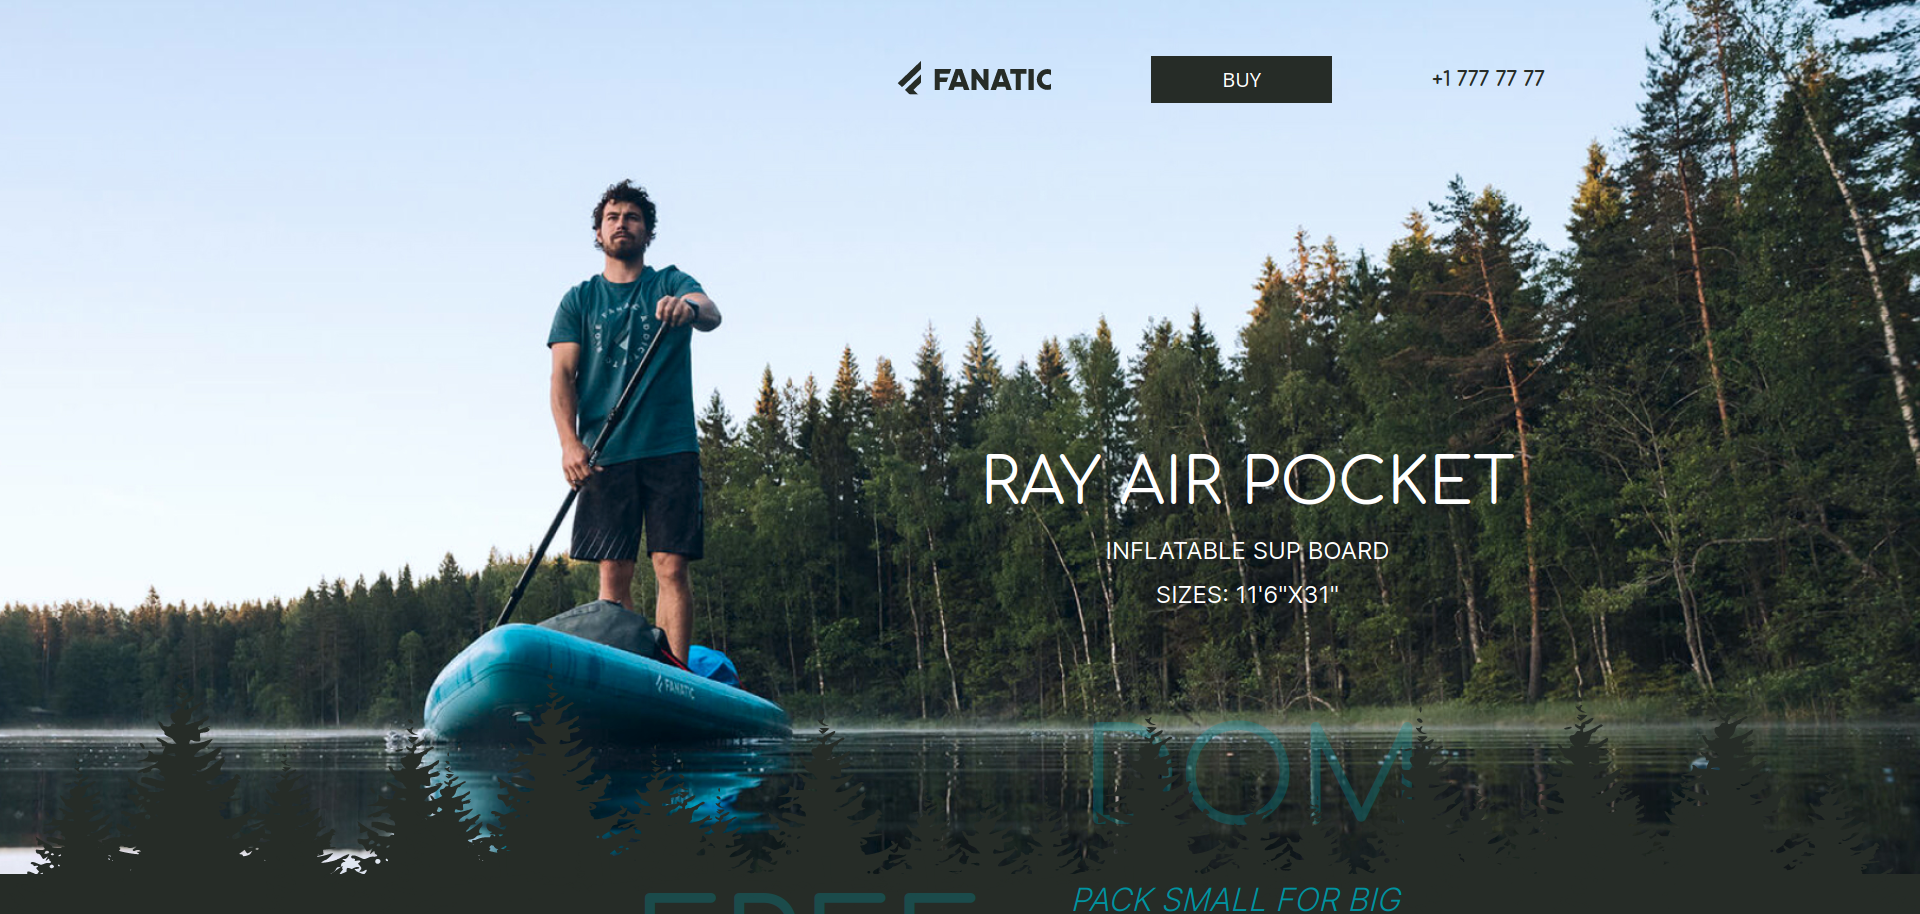 FANATIC
BUY
+1 777 77 77
RAY AIR POCKET
INFLATABLE SUP BOARD
SIZES: 11'6"X31"
FANATIC
DOM
FREE
PACK SMALL FOR BIG